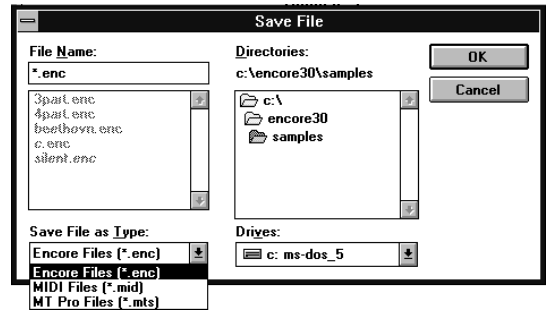 Save File
File Name:
*.enc
3part.enc
4part.enc
beethovn.enc
c.enc
silent.enc
Save File as Type:
Encore Files (*.enc)
Encore Files (*.enc)
MIDI Files (*.mid)
MT Pro Files (*.mts)
Directories:
c:\encore30\samples
c:\
encore30
samples
Drives:
c: ms-dos_5
OK
Cancel